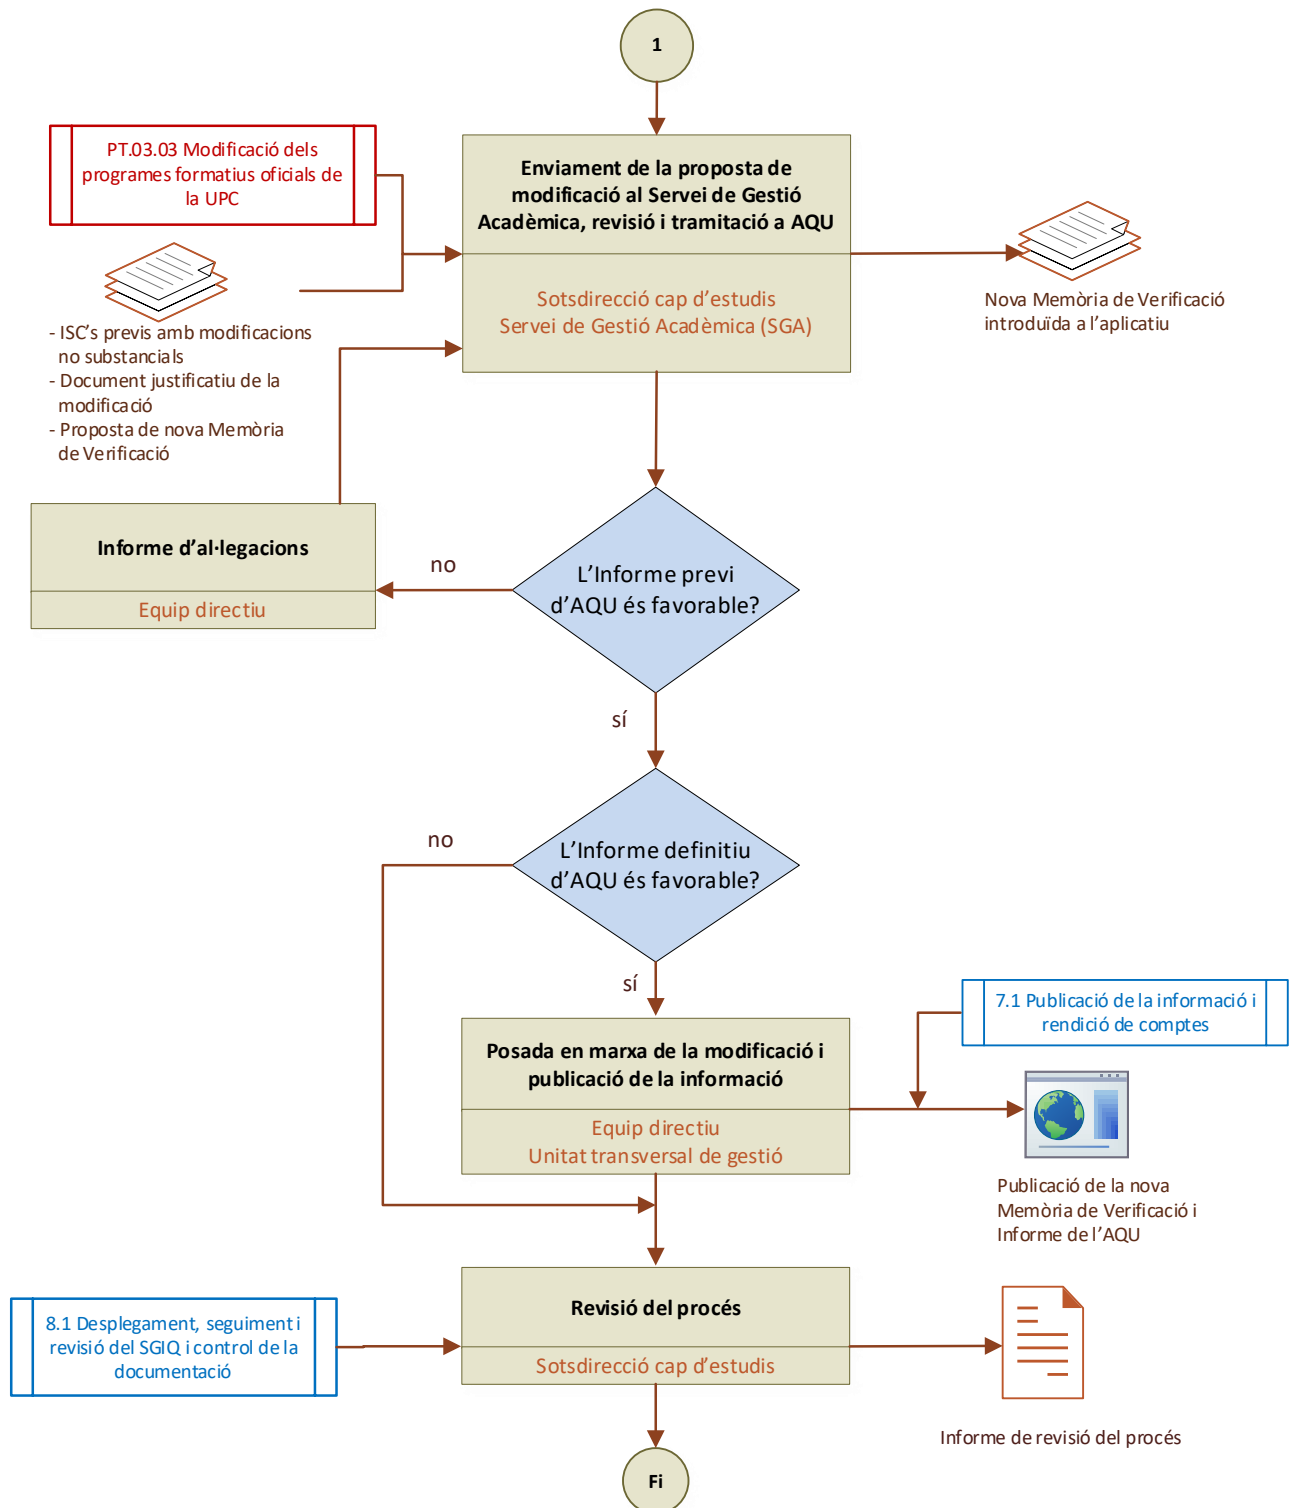 1
PT.03.03 Modificació dels
programes formatius oficials de
la UPC
Enviament de la proposta de
modificació al Servei de Gestió
Acadèmica, revisió i tramitació a AQU
Sotsdirecció cap d'estudis
Servei de Gestió Acadèmica (SGA)
Nova Memòria de Verificació
introduïda a l'aplicatiu
- ISC's previs amb modificacions
no substancials
- Document justificatiu de la
modificació
- Proposta de nova Memòria
de Verificació
Informe d'al·legacions
Equip directiu
no
L'Informe previ
d'AQU és favorable?
sí
no
L'Informe definitiu
d'AQU és favorable?
sí
7.1 Publicació de la informació i
rendició de comptes
Posada en marxa de la modificació i
publicació de la informació
Equip directiu
Unitat transversal de gestió
Publicació de la nova
Memòria de Verificació i
Informe de l'AQU
8.1 Desplegament, seguiment i
revisió del SGIQ i control de la
documentació
Revisió del procés
Sotsdirecció cap d'estudis
Informe de revisió del procés
Fi